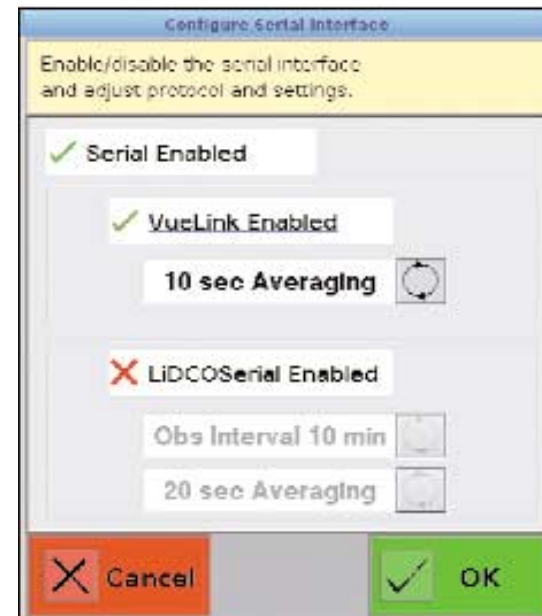 Configure Serial Interface
Enable/disable the serial interface
and adjust protocol and settings.
Serial Enabled
VueLink Enabled
10 sec Averaging
LiDCOSerial Enabled
Obs Interval 10 min
20 sec Averaging
Cancel
OK